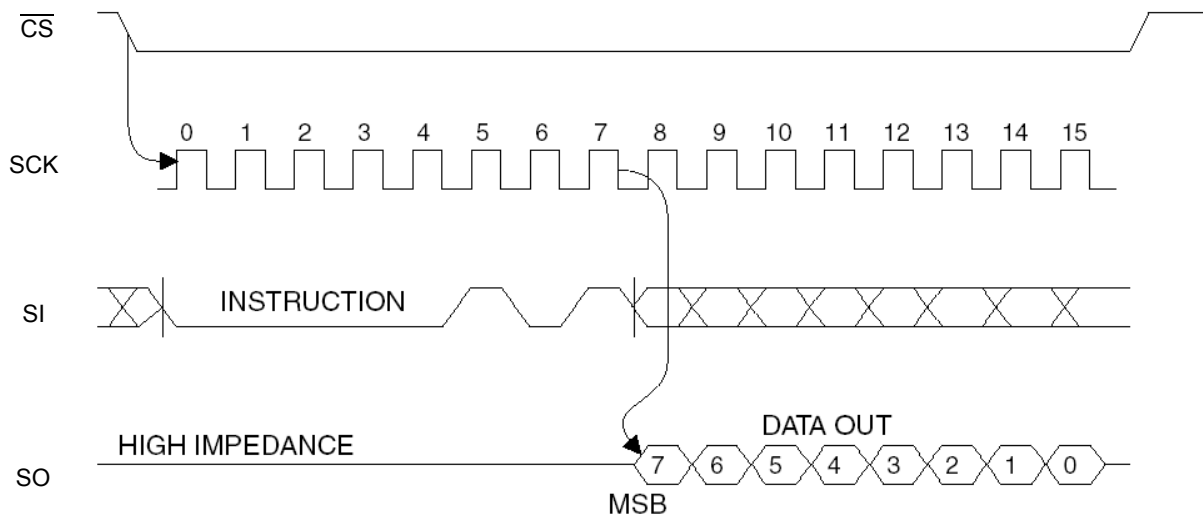 CS
0 1 2 3 4 5 6 7 8 9 10 11 12 13 14 15
SCK
SI
INSTRUCTION
HIGH IMPEDANCE
DATA OUT
SO
7 6 5 4 3 2 1 0
MSB